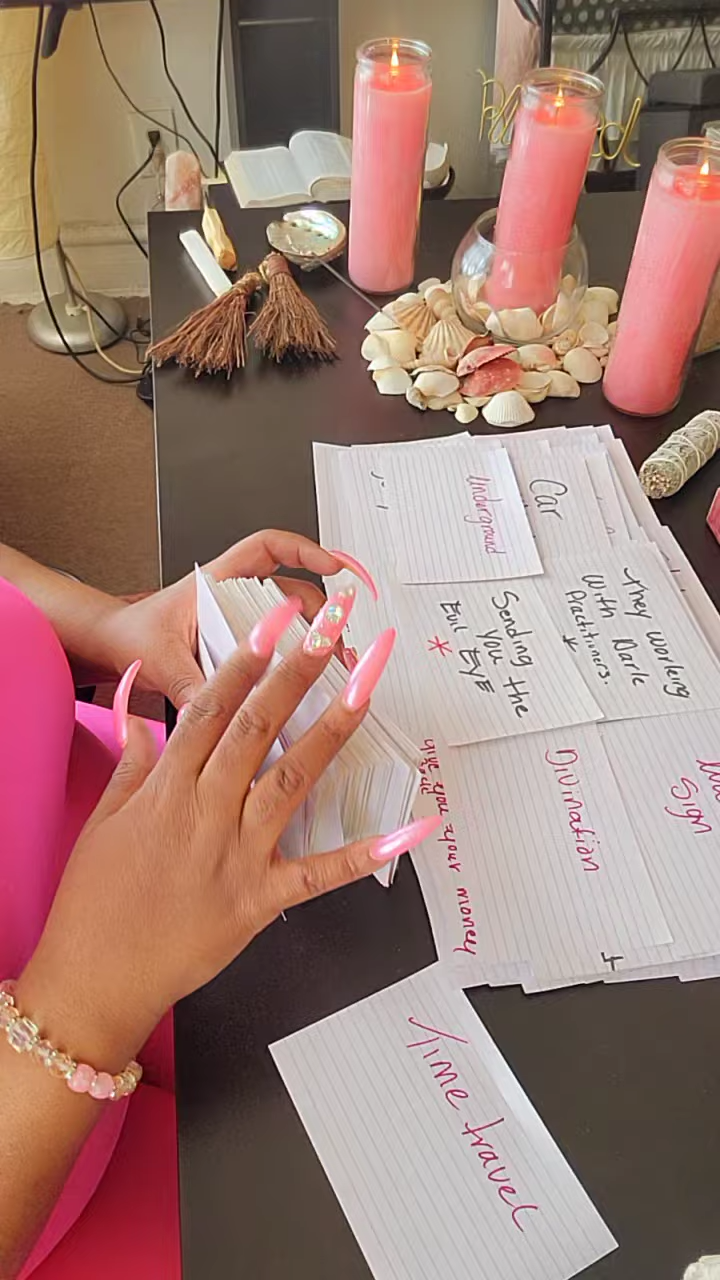 Underground
Car
Sending the
you
Evil EyE
They working
With Dark
Practitioners.
Divination
Sign
give you your money
Time travel